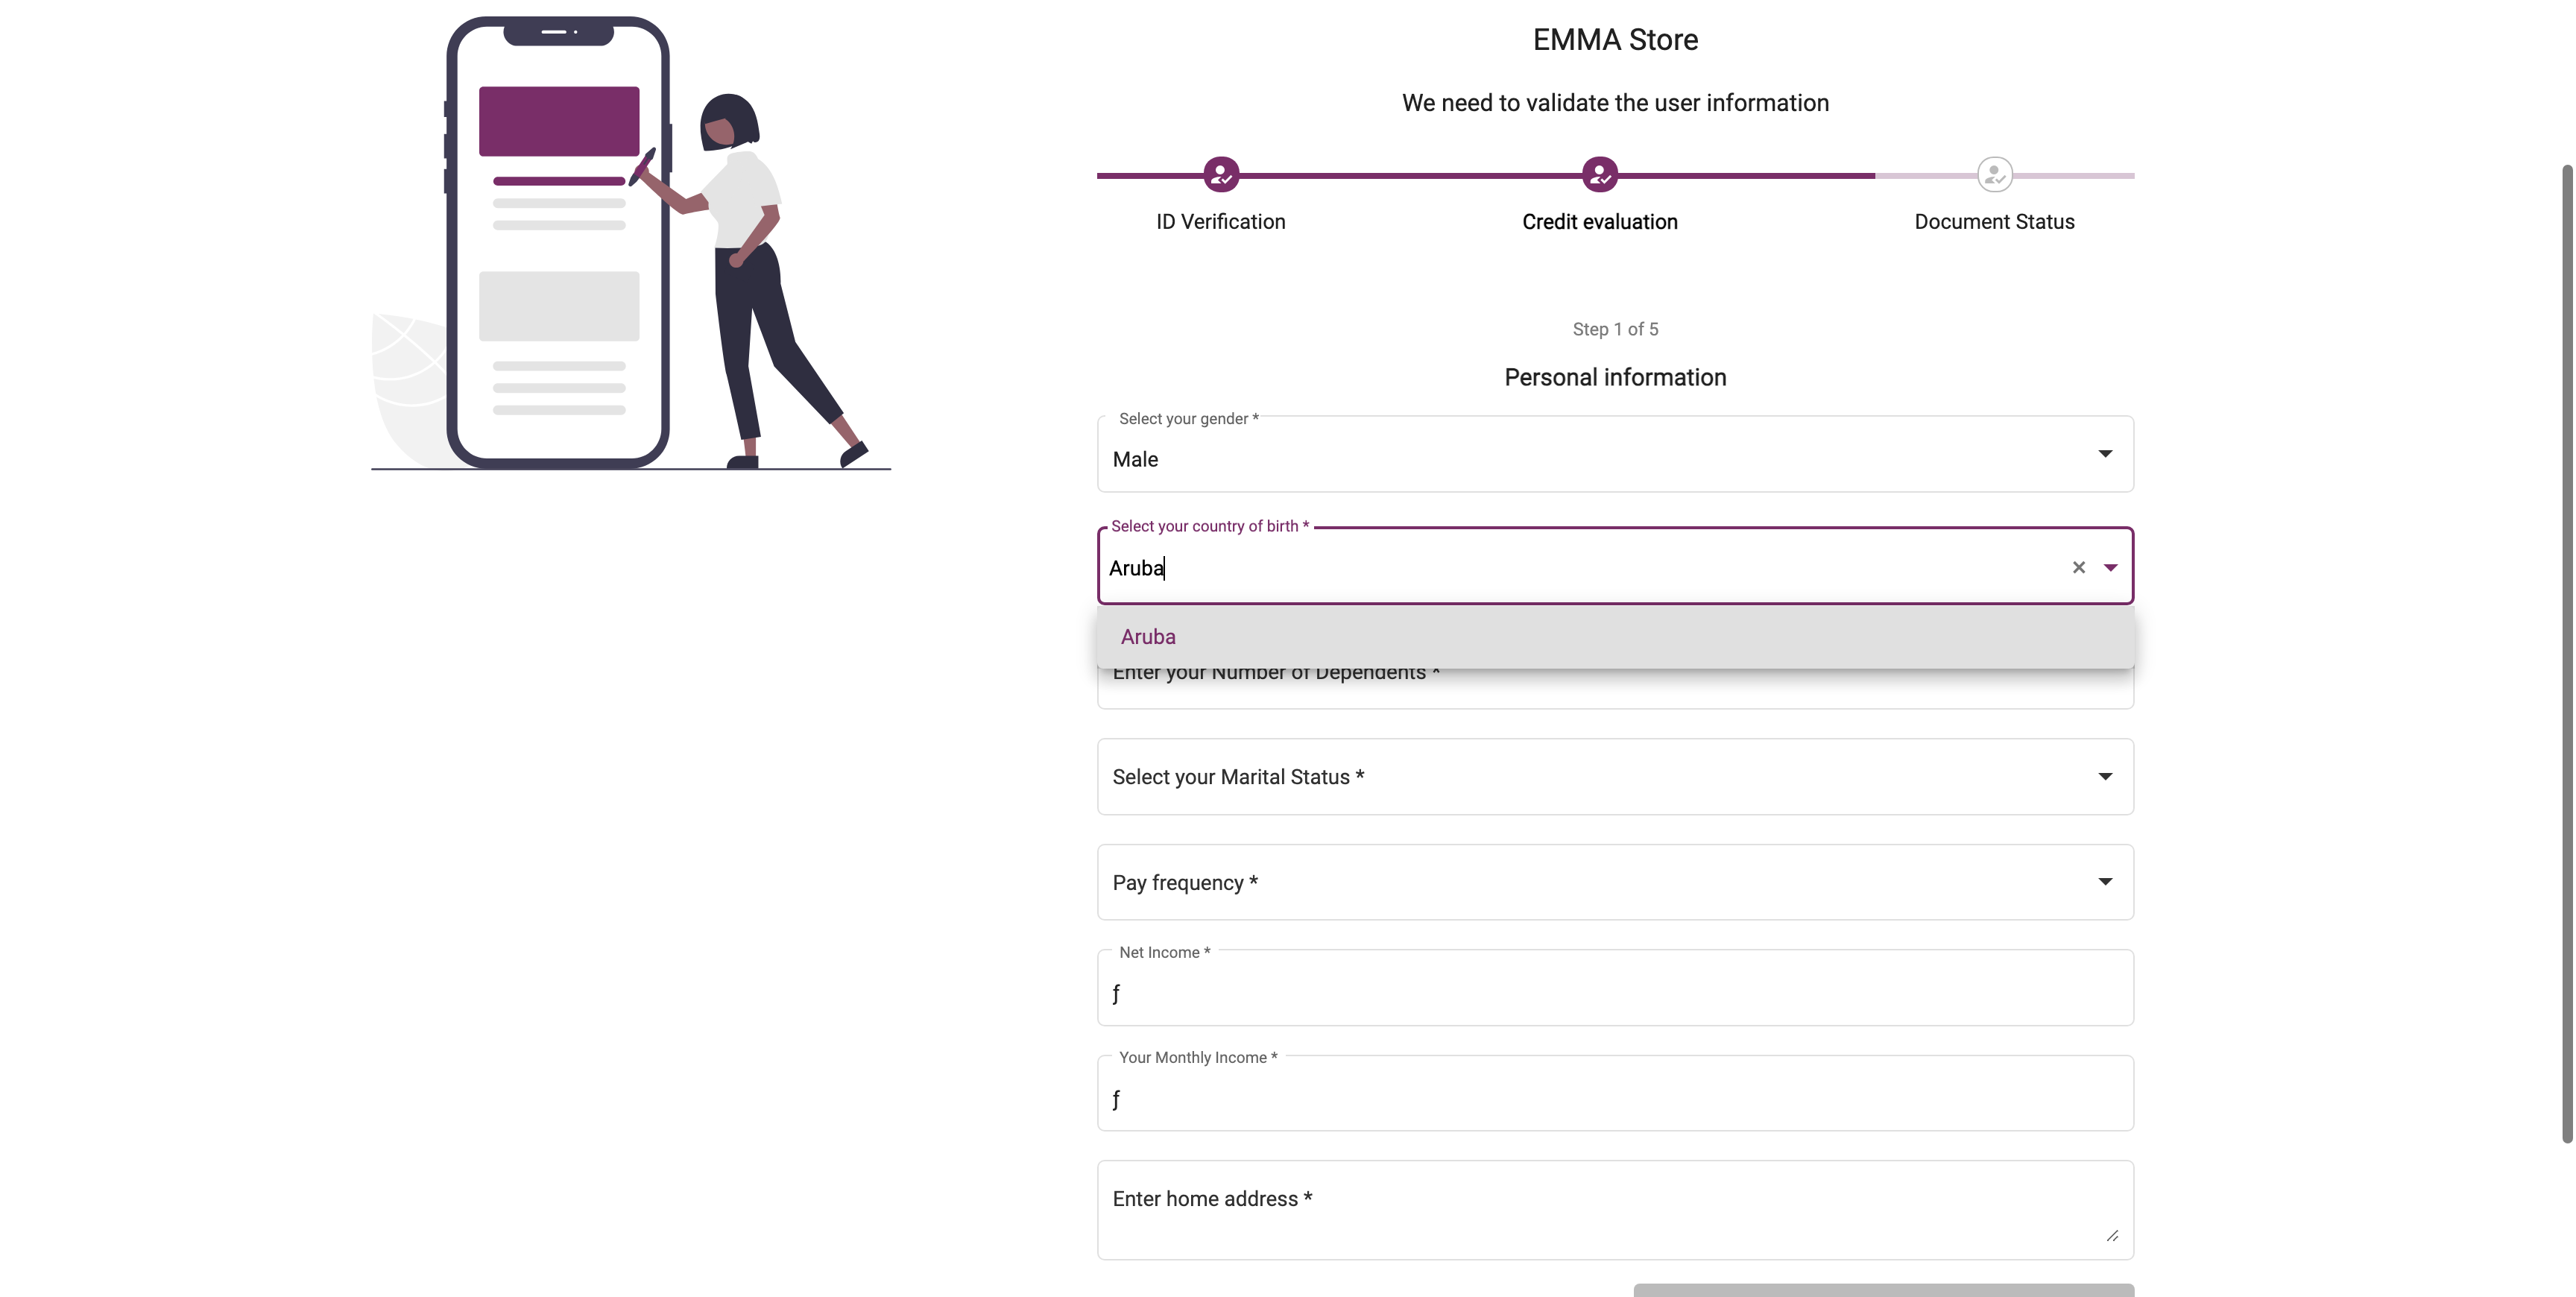 EMMA Store
We need to validate the user information
ID Verification
Credit evaluation
Document Status
Step 1 of 5
Personal information
Select your gender *
Male
Select your country of birth *
Aruba
Aruba
Enter your Number of Dependents *
Select your Marital Status *
Pay frequency *
Net Income *
ƒ
Your Monthly Income *
ƒ
Enter home address *